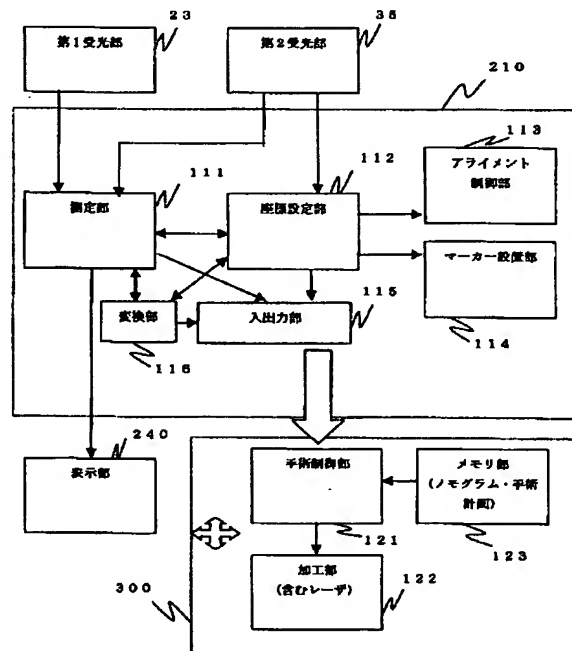 23
35
第1受光部
第2受光部
210
113
アライメント
制御部
111
112
測定部
座標設定部
マーカー設置部
115
変換部
入出力部
116
114
240
表示部
手術制御部
メモリ部
(ノモグラム・手術
計画)
121
123
加工部
(含むレーザ)
122
300